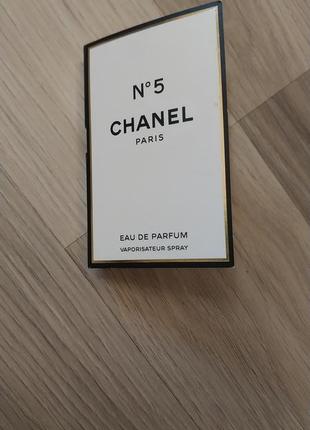 N°5
CHANEL
PARIS
EAU DE PARFUM
VAPORISATEUR SPRAY